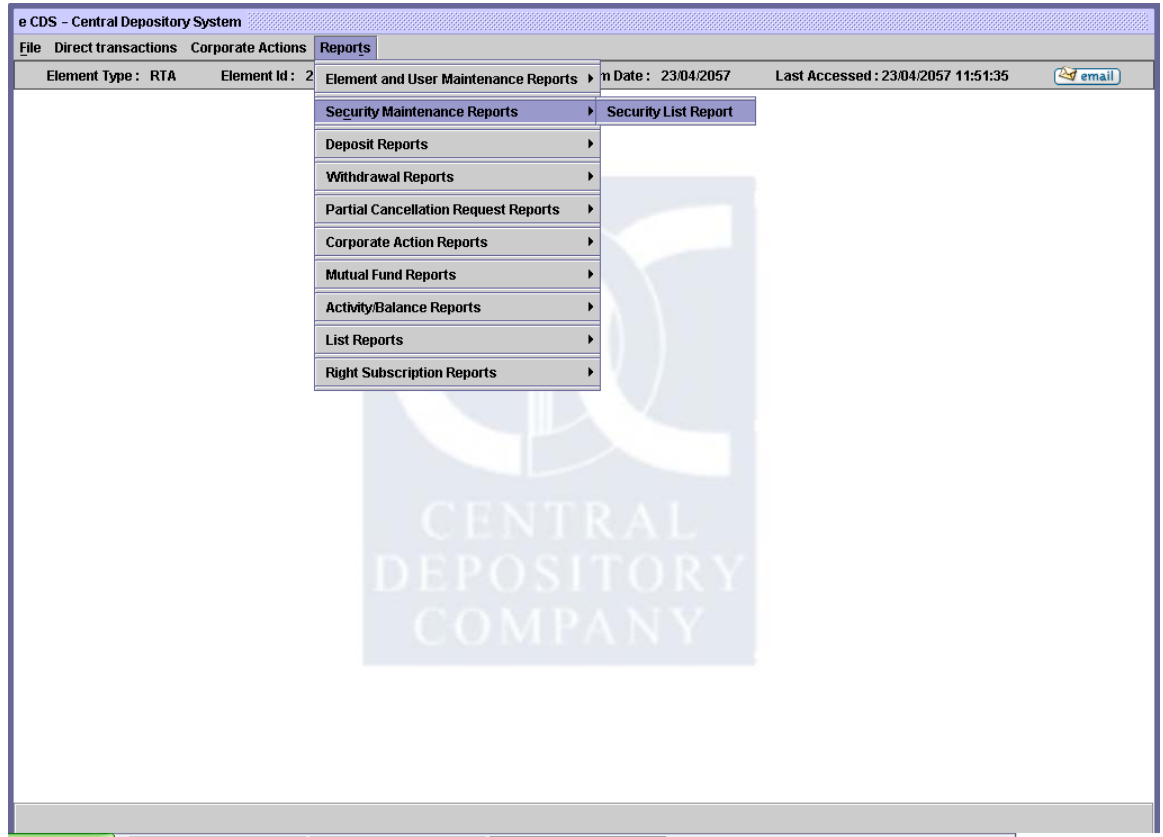 e CDS – Central Depository System
File Direct transactions Corporate Actions Reports
Element Type : RTA Element Id : 2 m Date : 23/04/2057 Last Accessed : 23/04/2057 11:51:35 email
Element and User Maintenance Reports
Security Maintenance Reports Security List Report
Deposit Reports
Withdrawal Reports
Partial Cancellation Request Reports
Corporate Action Reports
Mutual Fund Reports
Activity/Balance Reports
List Reports
Right Subscription Reports
CENTRAL
DEPOSITORY
COMPANY